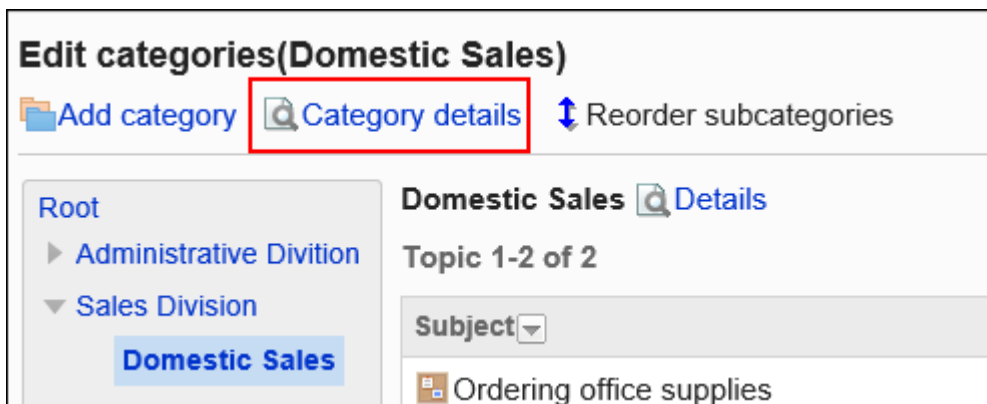 Edit categories(Domestic Sales)
Add category Category details Reorder subcategories
Root
Administrative Divition
Sales Division
Domestic Sales
Domestic Sales Details
Topic 1-2 of 2
Subject
Ordering office supplies